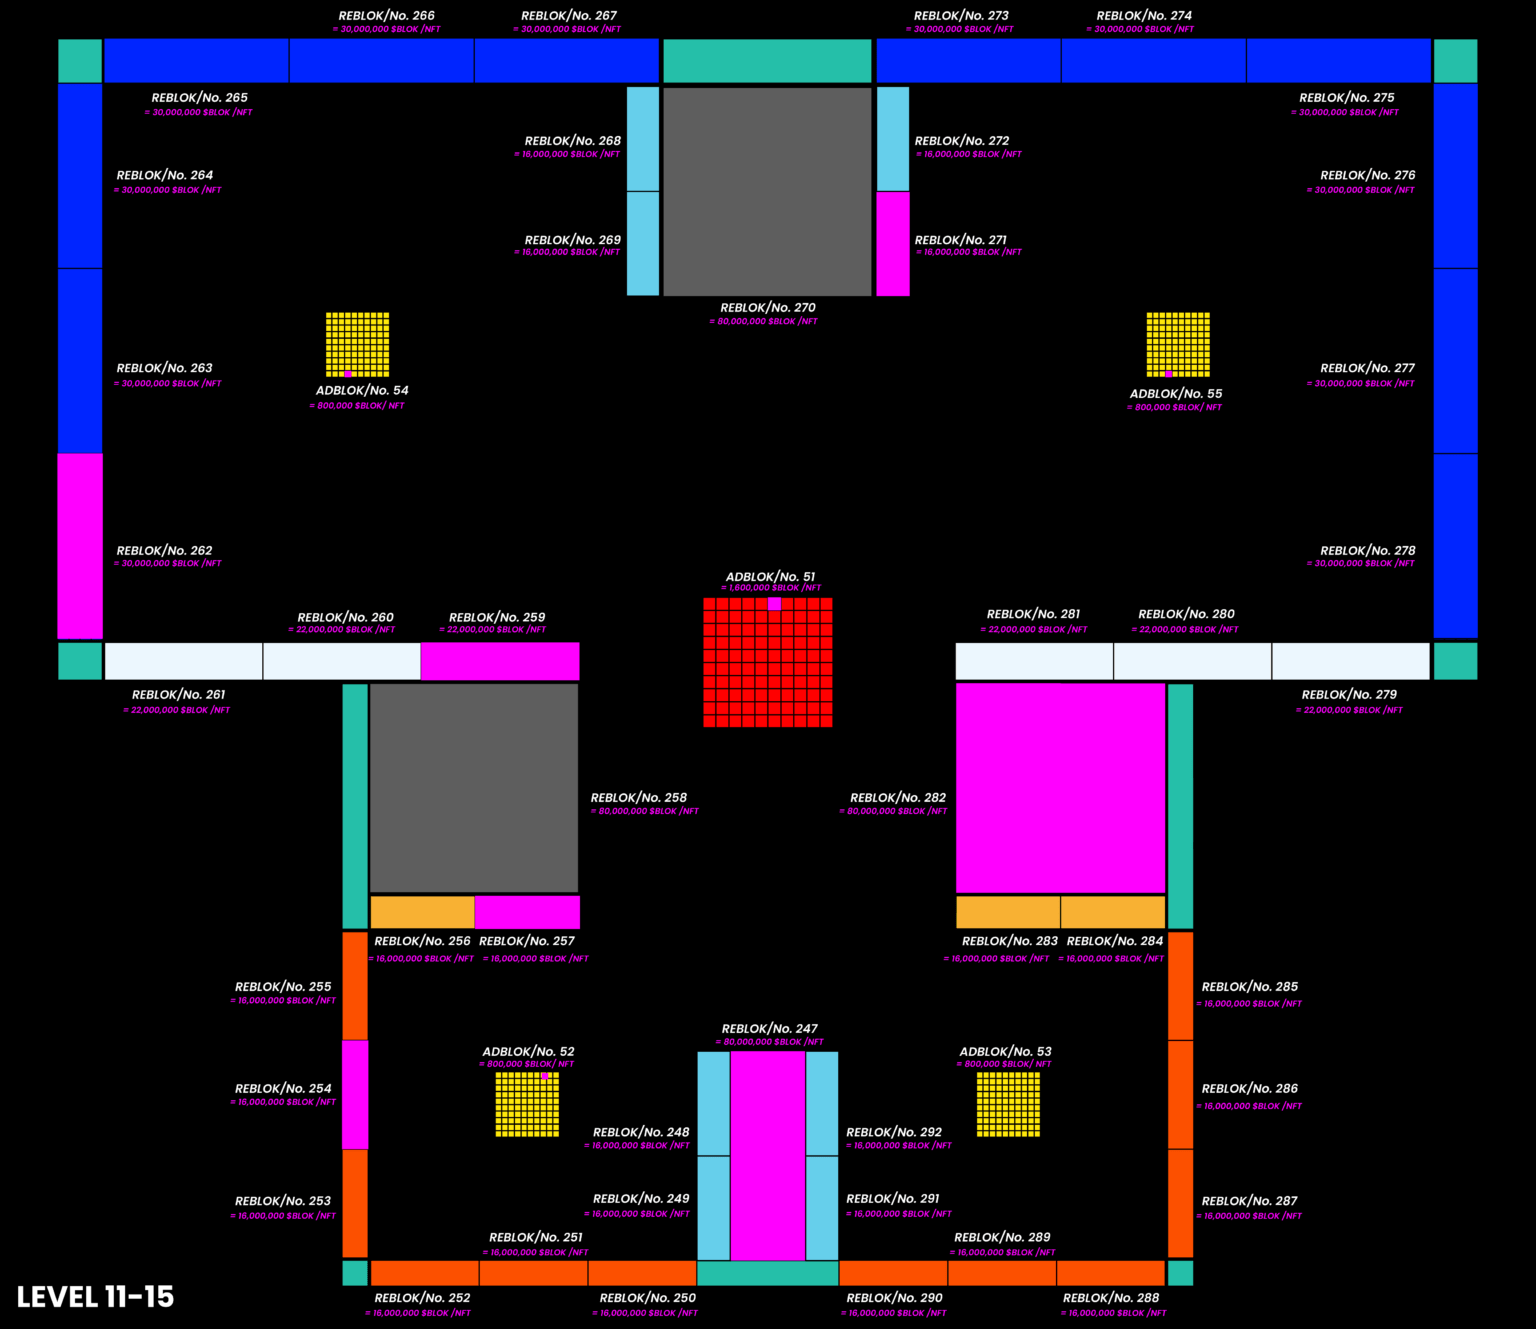 REBLOK/No. 266
= 30,000,000 $BLOK /NFT
REBLOK/No. 267
= 30,000,000 $BLOK /NFT
REBLOK/No. 273
= 30,000,000 $BLOK /NFT
REBLOK/No. 274
= 30,000,000 $BLOK /NFT
REBLOK/No. 265
= 30,000,000 $BLOK /NFT
REBLOK/No. 275
= 30,000,000 $BLOK /NFT
REBLOK/No. 268
= 16,000,000 $BLOK /NFT
REBLOK/No. 272
= 16,000,000 $BLOK /NFT
REBLOK/No. 264
= 30,000,000 $BLOK /NFT
REBLOK/No. 276
= 30,000,000 $BLOK /NFT
REBLOK/No. 269
= 16,000,000 $BLOK /NFT
REBLOK/No. 271
= 16,000,000 $BLOK /NFT
REBLOK/No. 270
= 80,000,000 $BLOK /NFT
REBLOK/No. 263
= 30,000,000 $BLOK /NFT
ADBLOK/No. 54
= 800,000 $BLOK/ NFT
ADBLOK/No. 55
= 800,000 $BLOK/ NFT
REBLOK/No. 277
= 30,000,000 $BLOK /NFT
REBLOK/No. 262
= 30,000,000 $BLOK /NFT
REBLOK/No. 278
= 30,000,000 $BLOK /NFT
ADBLOK/No. 51
= 1,600,000 $BLOK /NFT
REBLOK/No. 260
= 22,000,000 $BLOK /NFT
REBLOK/No. 259
= 22,000,000 $BLOK /NFT
REBLOK/No. 281
= 22,000,000 $BLOK /NFT
REBLOK/No. 280
= 22,000,000 $BLOK /NFT
REBLOK/No. 261
= 22,000,000 $BLOK /NFT
REBLOK/No. 279
= 22,000,000 $BLOK /NFT
REBLOK/No. 258
= 80,000,000 $BLOK /NFT
REBLOK/No. 282
= 80,000,000 $BLOK /NFT
REBLOK/No. 256
= 16,000,000 $BLOK /NFT
REBLOK/No. 257
= 16,000,000 $BLOK /NFT
REBLOK/No. 283
= 16,000,000 $BLOK /NFT
REBLOK/No. 284
= 16,000,000 $BLOK /NFT
REBLOK/No. 255
= 16,000,000 $BLOK /NFT
REBLOK/No. 285
= 16,000,000 $BLOK /NFT
REBLOK/No. 247
= 80,000,000 $BLOK /NFT
ADBLOK/No. 52
= 800,000 $BLOK/ NFT
ADBLOK/No. 53
= 800,000 $BLOK/ NFT
REBLOK/No. 254
= 16,000,000 $BLOK /NFT
REBLOK/No. 286
= 16,000,000 $BLOK /NFT
REBLOK/No. 248
= 16,000,000 $BLOK /NFT
REBLOK/No. 292
= 16,000,000 $BLOK /NFT
REBLOK/No. 253
= 16,000,000 $BLOK /NFT
REBLOK/No. 249
= 16,000,000 $BLOK /NFT
REBLOK/No. 291
= 16,000,000 $BLOK /NFT
REBLOK/No. 287
= 16,000,000 $BLOK /NFT
REBLOK/No. 251
= 16,000,000 $BLOK /NFT
REBLOK/No. 289
= 16,000,000 $BLOK /NFT
LEVEL 11-15
REBLOK/No. 252
= 16,000,000 $BLOK /NFT
REBLOK/No. 250
= 16,000,000 $BLOK /NFT
REBLOK/No. 290
= 16,000,000 $BLOK /NFT
REBLOK/No. 288
= 16,000,000 $BLOK /NFT